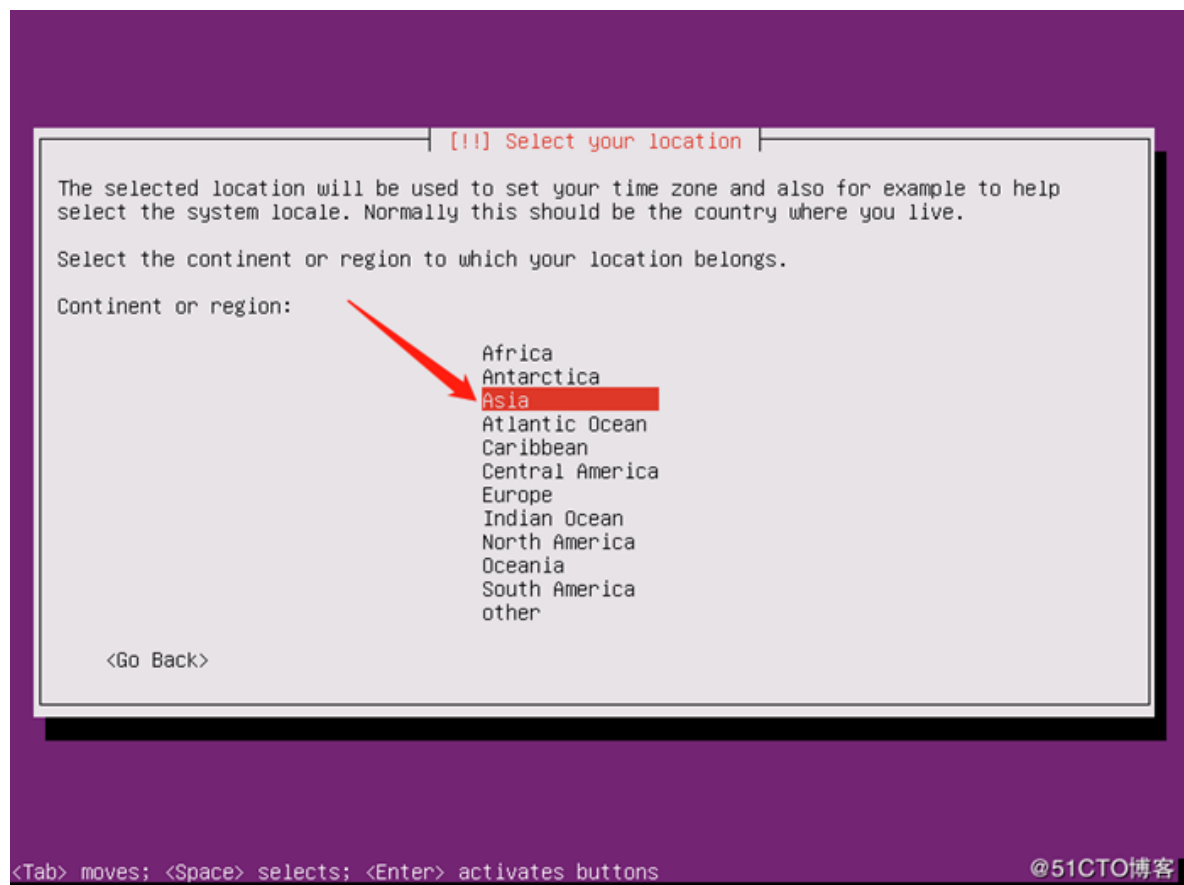 [!!] Select your location
The selected location will be used to set your time zone and also for example to help
select the system locale. Normally this should be the country where you live.
Select the continent or region to which your location belongs.
Continent or region:
Africa
Antarctica
Asia
Atlantic Ocean
Caribbean
Central America
Europe
Indian Ocean
North America
Oceania
South America
other
<Go Back>
<Tab> moves; <Space> selects; <Enter> activates buttons
@51CTO博客